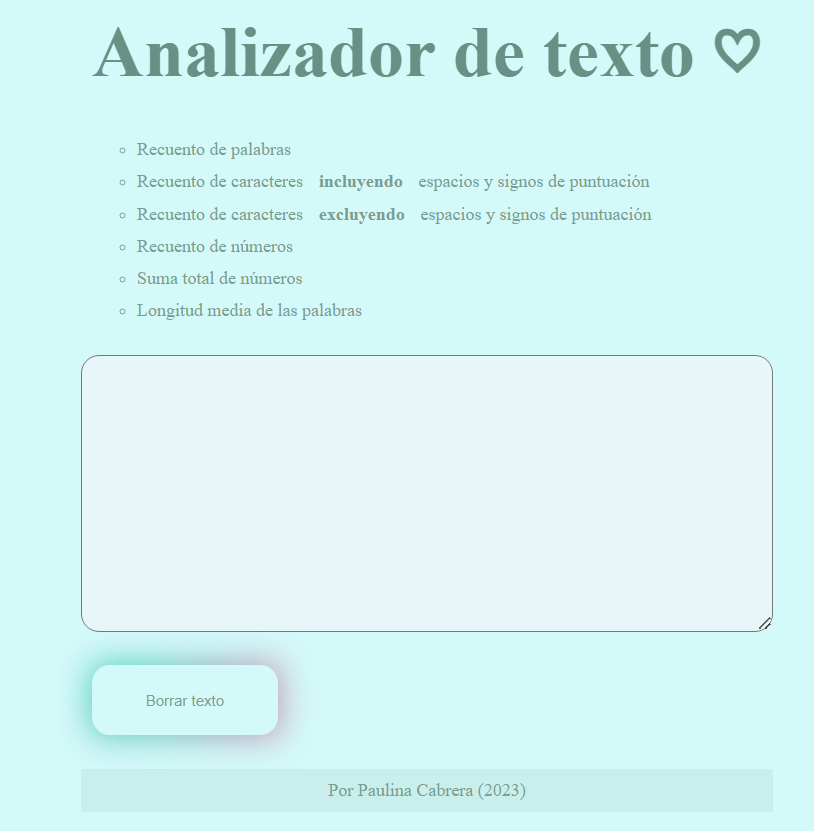 Analizador de texto ♡
Recuento de palabras
Recuento de caracteres incluyendo espacios y signos de puntuación
Recuento de caracteres excluyendo espacios y signos de puntuación
Recuento de números
Suma total de números
Longitud media de las palabras
Borrar texto
Por Paulina Cabrera (2023)